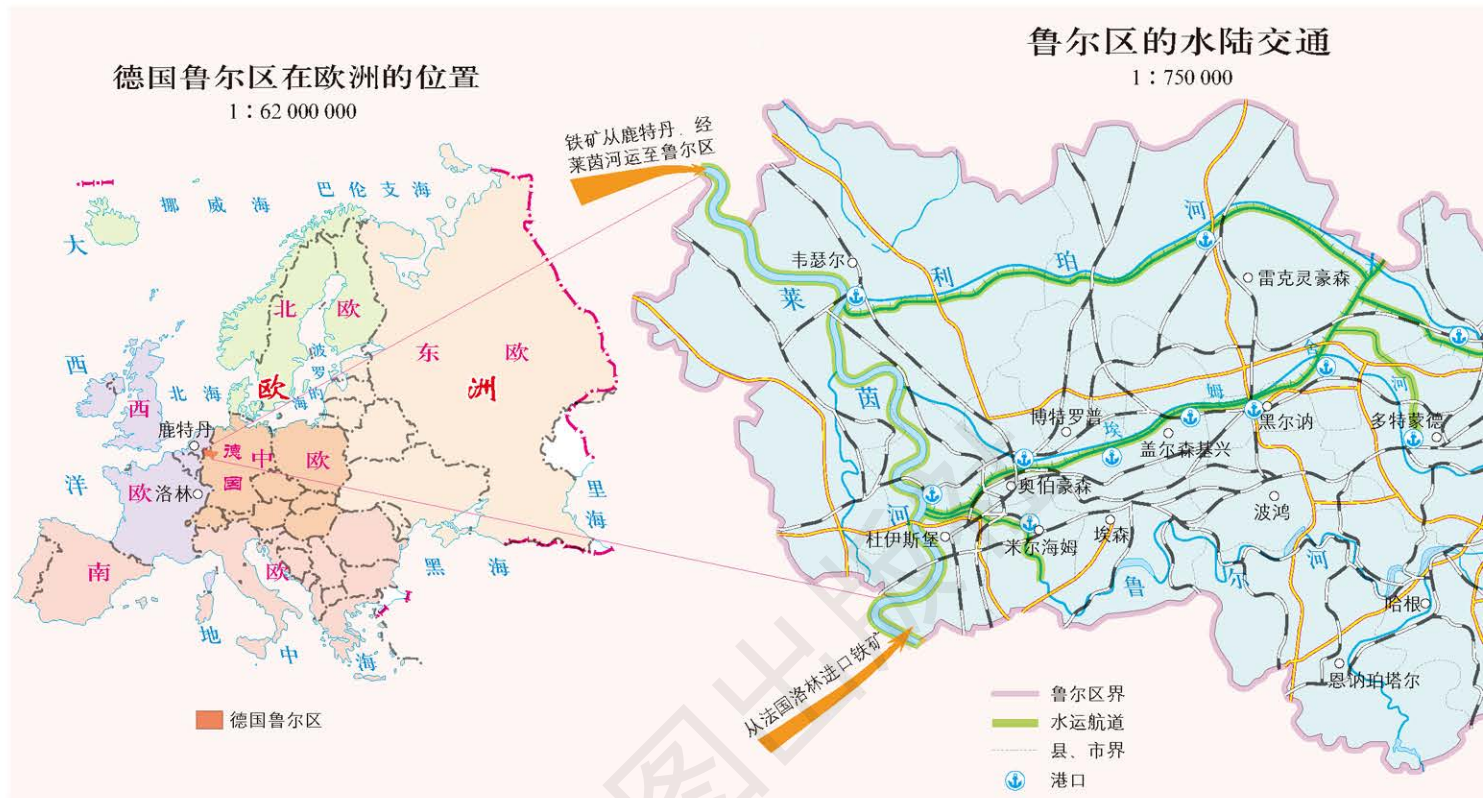 德国鲁尔区在欧洲的位置
1：62 000 000
挪威海
巴伦支海
大
西
洋
北欧
东欧
波罗的
海
北海
欧
洲
西
欧
鹿特丹
德
国
中欧
洛林
里
海
南
欧
黑海
地中海
德国鲁尔区
鲁尔区的水陆交通
1：750 000
铁矿从鹿特丹、经
莱茵河运至鲁尔区
韦瑟尔
利珀河
莱茵河
雷克灵豪森
埃姆舍河
博特罗普
盖尔森基兴
黑尔讷
多特蒙德
奥伯豪森
杜伊斯堡
米尔海姆
埃森
波鸿
鲁尔河
哈根
恩讷珀塔尔
从法国洛林进口铁矿
鲁尔区界
水运航道
县、市界
港口
图出版